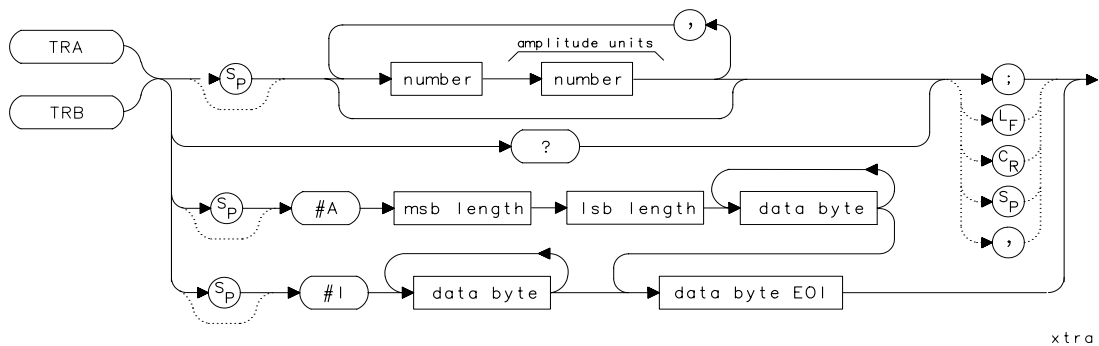 TRA
TRB
SP
,
amplitude units
number
number
;
LF
CR
SP
,
?
SP
#A
msb length
lsb length
data byte
SP
#I
data byte
data byte EOI
xtra